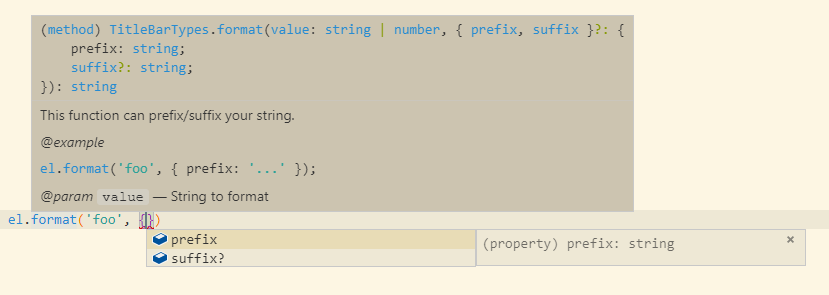 (method) TitleBarTypes.format(value: string | number, { prefix, suffix }?: {
    prefix: string;
    suffix?: string;
}): string
This function can prefix/suffix your string.
@example
el.format('foo', { prefix: '...' });
@param value — String to format
el.format('foo', {})
prefix
suffix?
(property) prefix: string ×